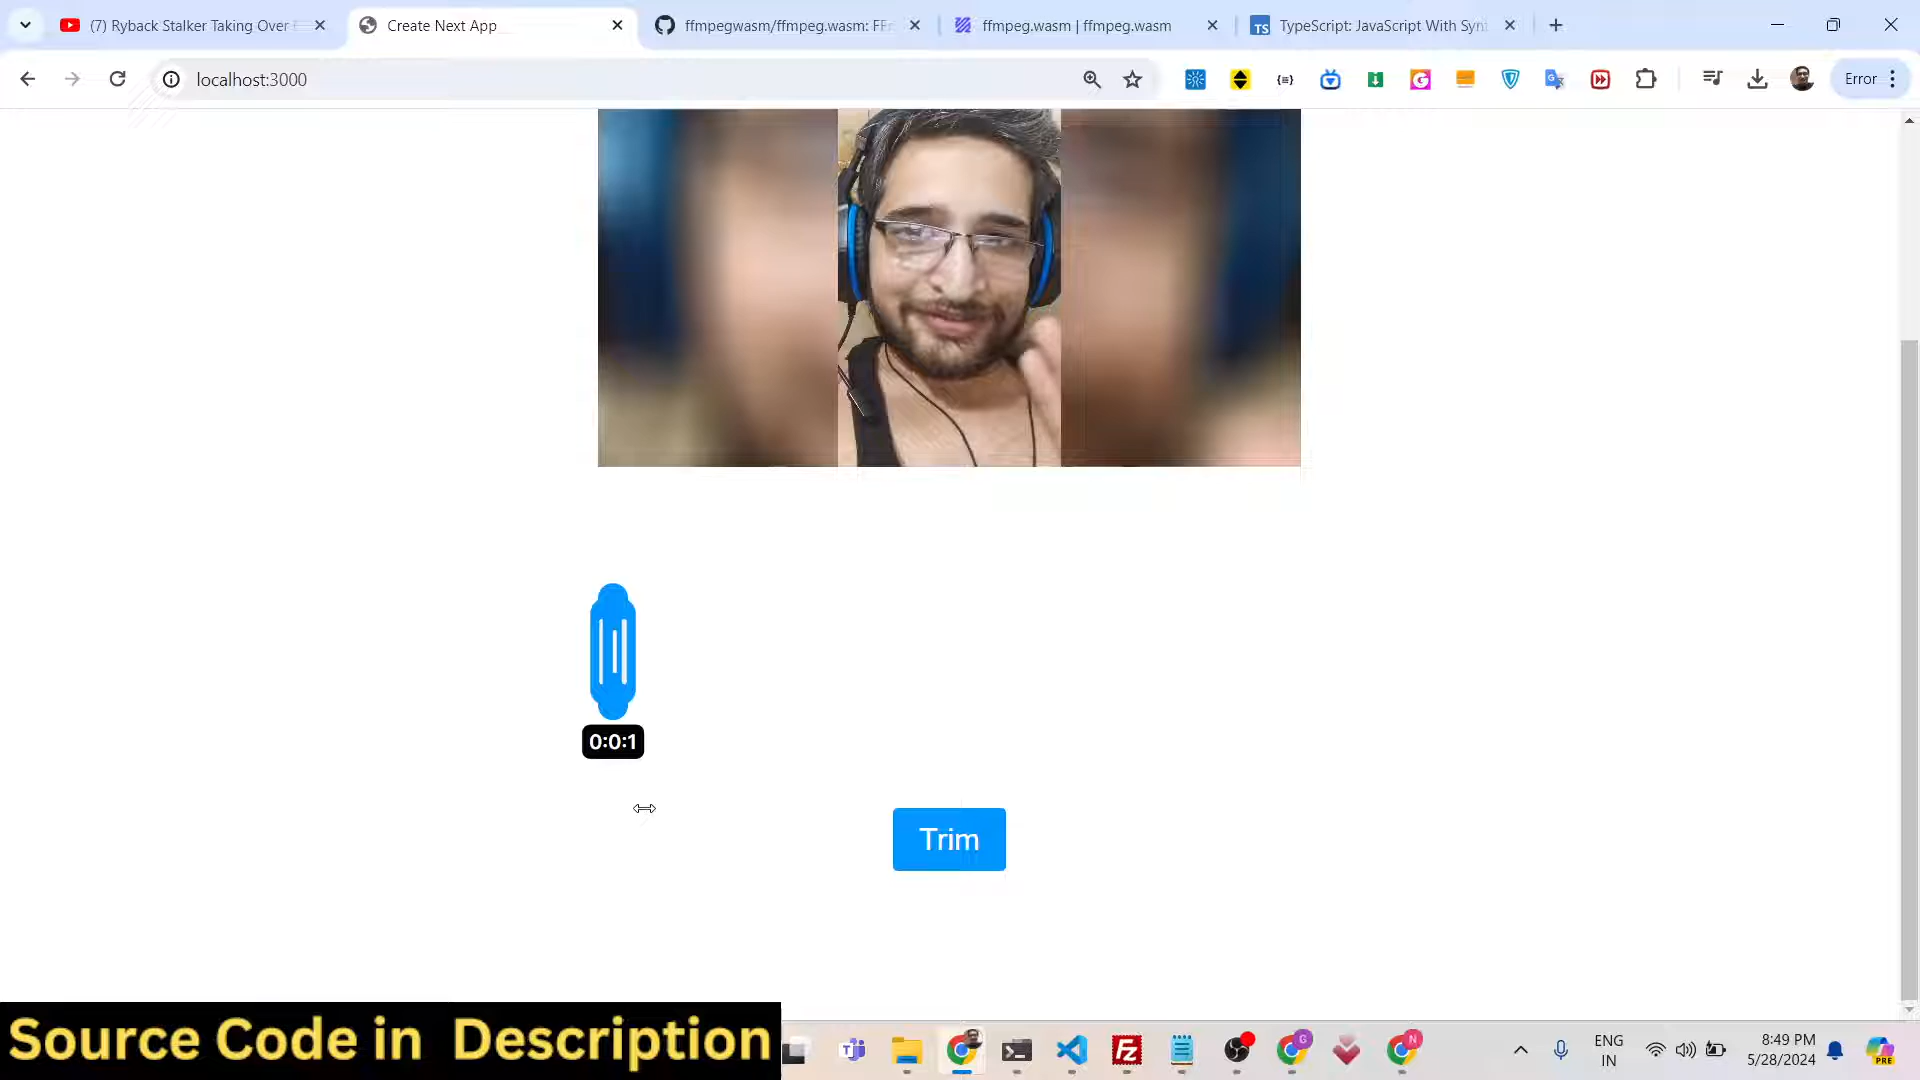 (7) Ryback Stalker Taking Over
Create Next App
ffmpegwasm/ffmpeg.wasm: FF
ffmpeg.wasm | ffmpeg.wasm
TypeScript: JavaScript With Syn
localhost:3000
Error
0:0:1
Trim
Source Code in Description
ENG
IN
8:49 PM
5/28/2024